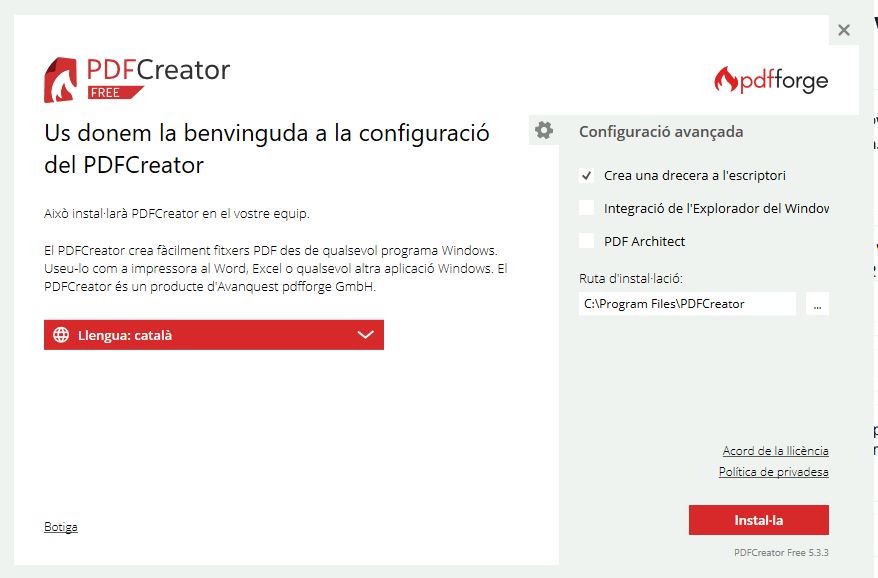 PDFCreator
FREE
pdfforge
Us donem la benvinguda a la configuració
del PDFCreator
Això instal·larà PDFCreator en el vostre equip.
El PDFCreator crea fàcilment fitxers PDF des de qualsevol programa Windows.
Useu-lo com a impressora al Word, Excel o qualsevol altra aplicació Windows. El
PDFCreator és un producte d'Avanquest pdfforge GmbH.
Llengua: català
Botiga
Configuració avançada
Crea una drecera a l'escriptori
Integració de l'Explorador del Window
PDF Architect
Ruta d'instal·lació:
C:\Program Files\PDFCreator
...
Acord de la llicència
Política de privadesa
Instal·la
PDFCreator Free 5.3.3